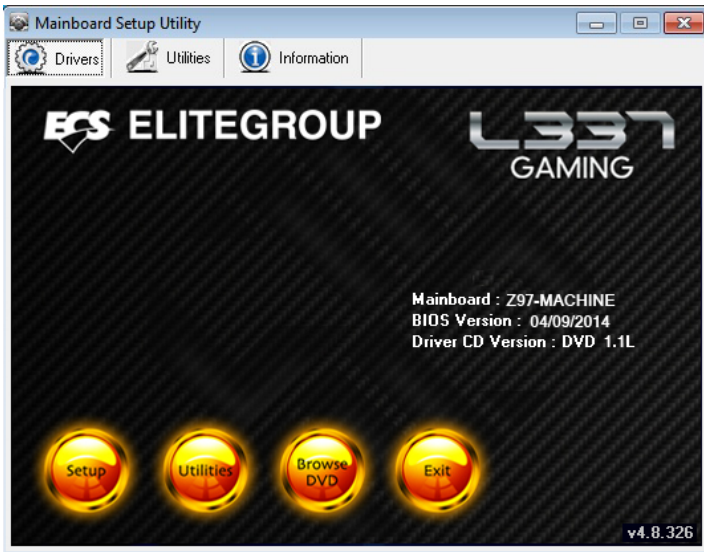 Mainboard Setup Utility
Drivers Utilities Information
ECS ELITEGROUP
L337
GAMING
Mainboard : Z97-MACHINE
BIOS Version : 04/09/2014
Driver CD Version : DVD 1.1L
Setup
Utilities
Browse
DVD
Exit
v4.8.326